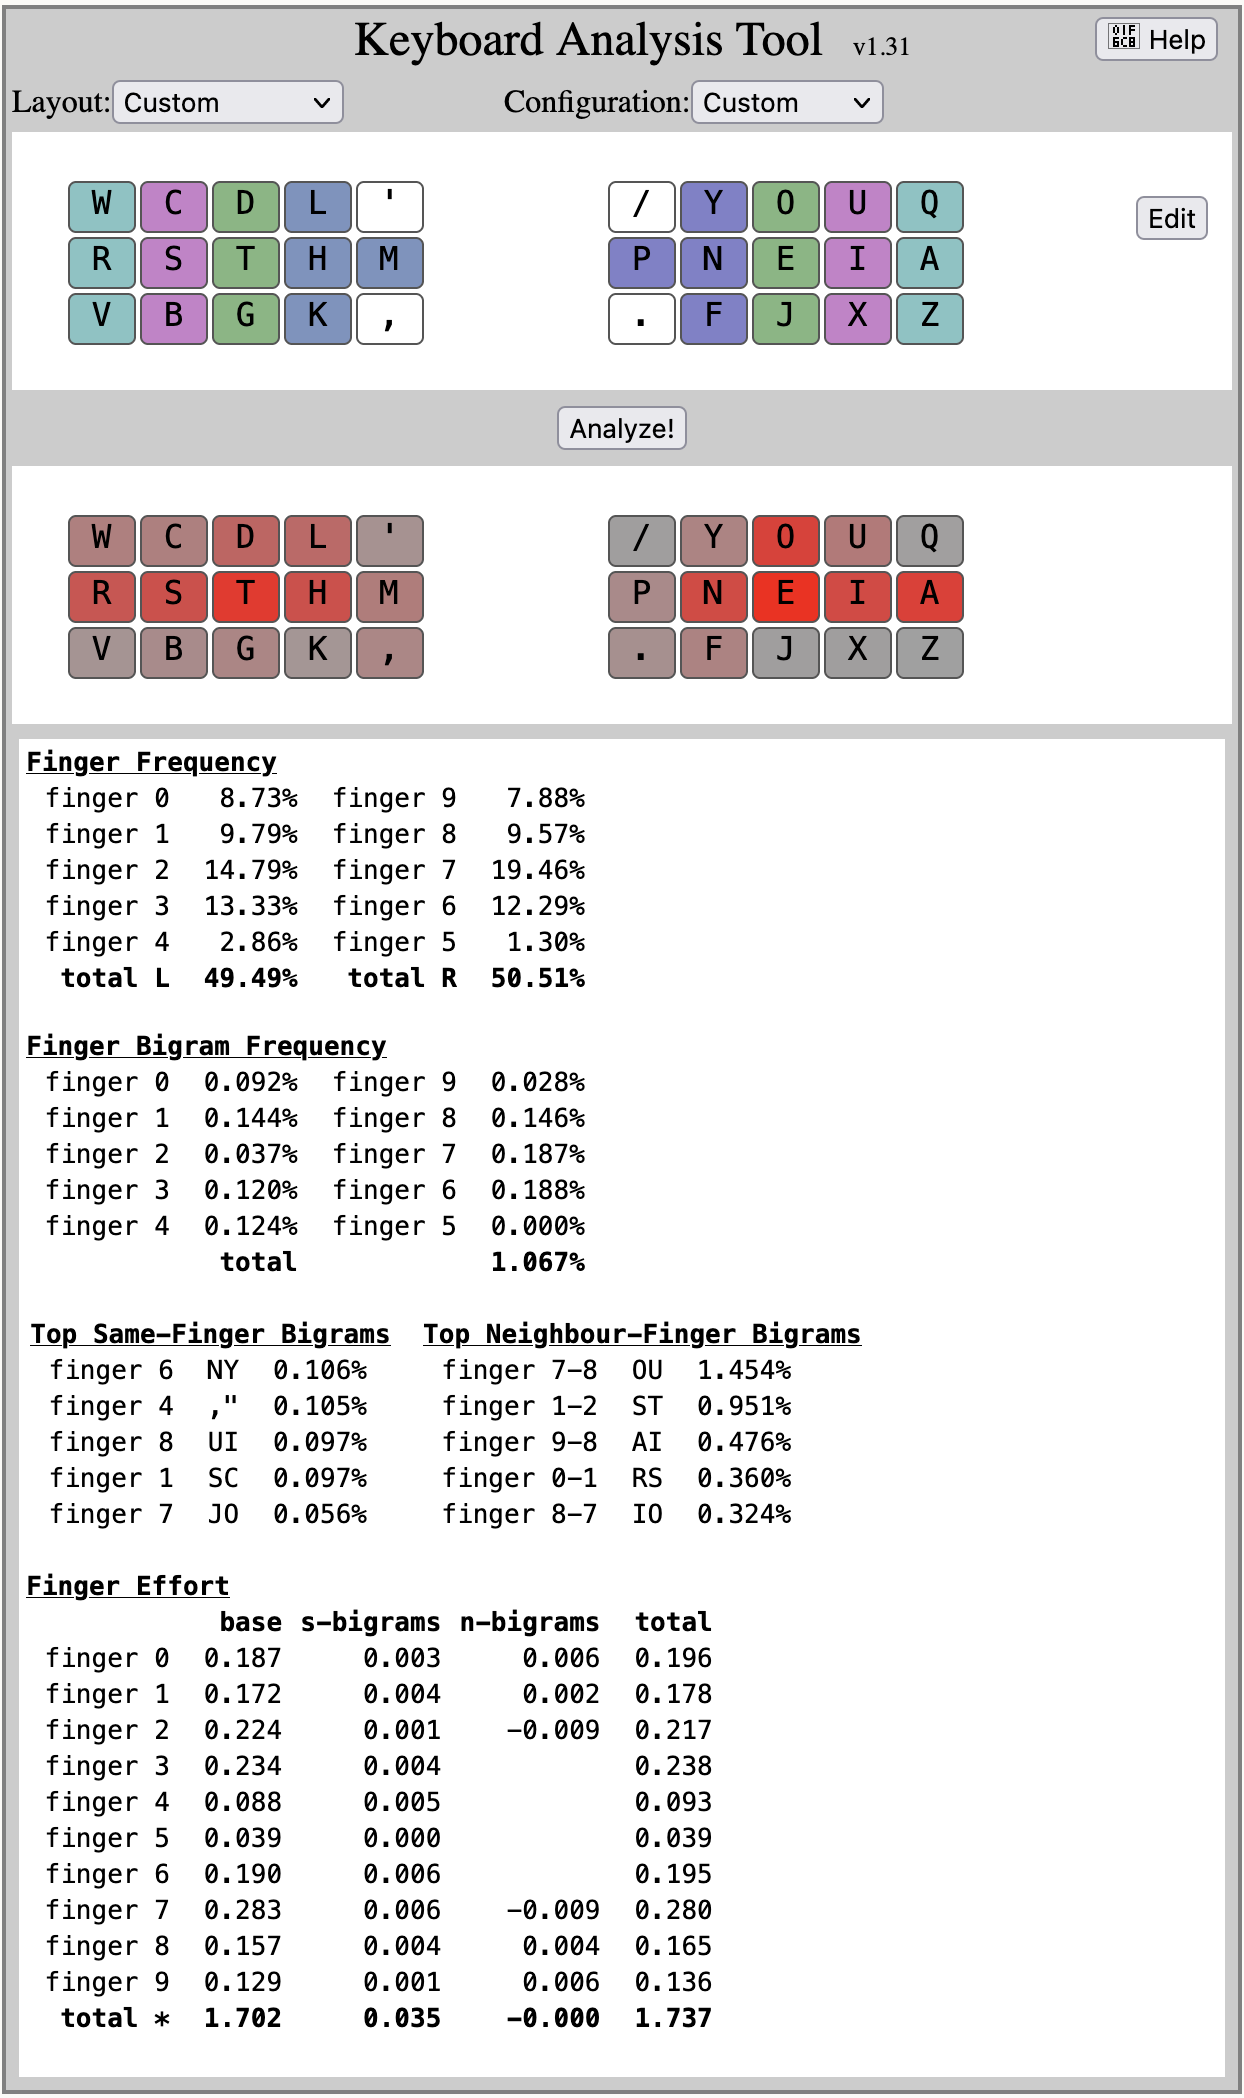 Keyboard Analysis Tool v1.31 Help
Layout: Custom Configuration: Custom
W C D L ' / Y O U Q
Edit
R S T H M P N E I A
V B G K , . F J X Z
Analyze!
W C D L ' / Y O U Q
R S T H M P N E I A
V B G K , . F J X Z
Finger Frequency
finger 0 8.73% finger 9 7.88%
finger 1 9.79% finger 8 9.57%
finger 2 14.79% finger 7 19.46%
finger 3 13.33% finger 6 12.29%
finger 4 2.86% finger 5 1.30%
total L 49.49% total R 50.51%
Finger Bigram Frequency
finger 0 0.092% finger 9 0.028%
finger 1 0.144% finger 8 0.146%
finger 2 0.037% finger 7 0.187%
finger 3 0.120% finger 6 0.188%
finger 4 0.124% finger 5 0.000%
total 1.067%
Top Same-Finger Bigrams Top Neighbour-Finger Bigrams
finger 6 NY 0.106% finger 7-8 OU 1.454%
finger 4 ," 0.105% finger 1-2 ST 0.951%
finger 8 UI 0.097% finger 9-8 AI 0.476%
finger 1 SC 0.097% finger 0-1 RS 0.360%
finger 7 JO 0.056% finger 8-7 IO 0.324%
Finger Effort
base s-bigrams n-bigrams total
finger 0 0.187 0.003 0.006 0.196
finger 1 0.172 0.004 0.002 0.178
finger 2 0.224 0.001 -0.009 0.217
finger 3 0.234 0.004 0.238
finger 4 0.088 0.005 0.093
finger 5 0.039 0.000 0.039
finger 6 0.190 0.006 0.195
finger 7 0.283 0.006 -0.009 0.280
finger 8 0.157 0.004 0.004 0.165
finger 9 0.129 0.001 0.006 0.136
total * 1.702 0.035 -0.000 1.737